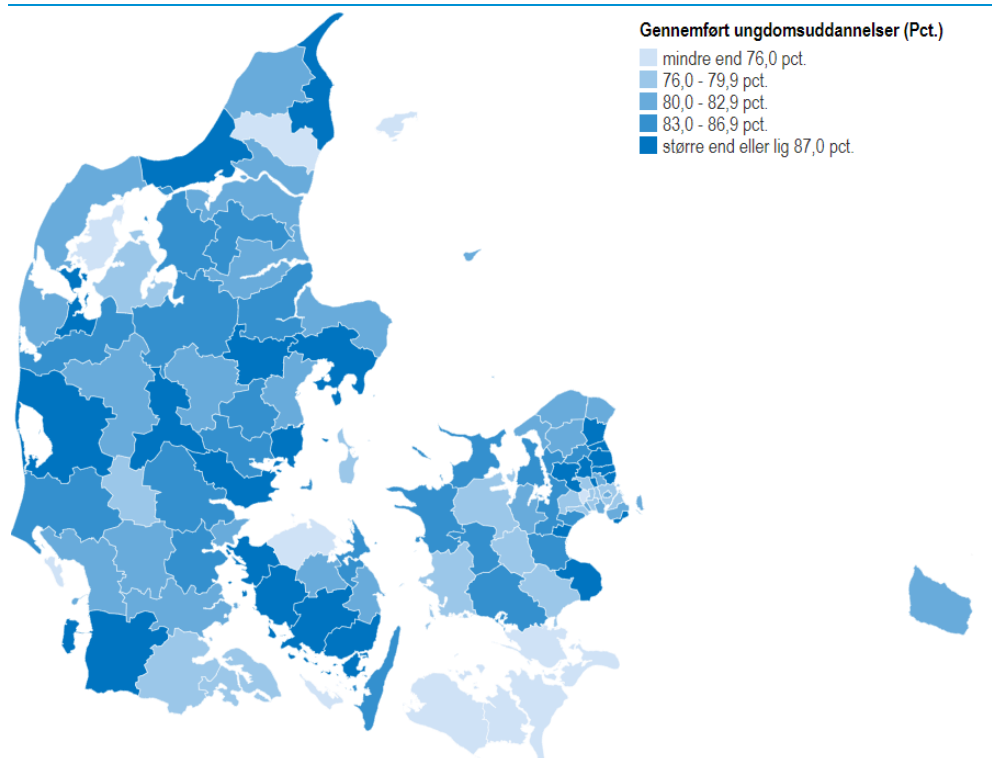 Gennemført ungdomsuddannelser (Pct.)
mindre end 76,0 pct.
76,0 - 79,9 pct.
80,0 - 82,9 pct.
83,0 - 86,9 pct.
større end eller lig 87,0 pct.